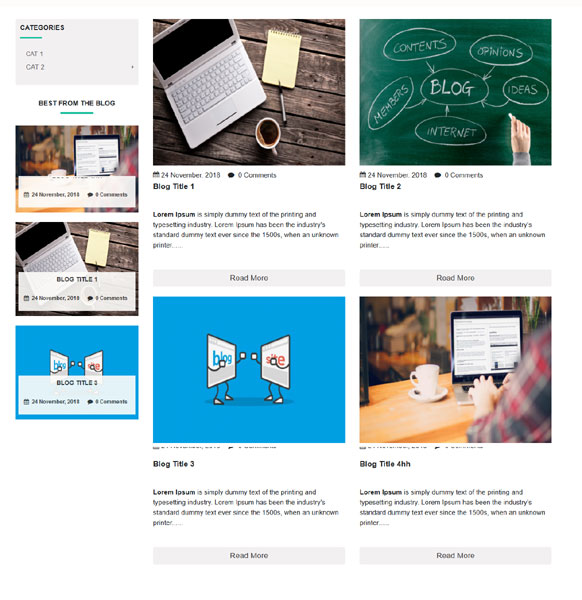 CATEGORIES
CAT 1
CAT 2
BEST FROM THE BLOG
24 November, 2018 0 Comments
BLOG TITLE 1
24 November, 2018 0 Comments
blog site
BLOG TITLE 3
24 November, 2018 0 Comments
24 November, 2018 0 Comments
Blog Title 1
Lorem Ipsum is simply dummy text of the printing and
typesetting industry. Lorem Ipsum has been the industry's
standard dummy text ever since the 1500s, when an unknown
printer.....
Read More
CONTENTS
OPINIONS
BLOG
IDEAS
MEMBERS
INTERNET
24 November, 2018 0 Comments
Blog Title 2
Lorem Ipsum is simply dummy text of the printing and
typesetting industry. Lorem Ipsum has been the industry's
standard dummy text ever since the 1500s, when an unknown
printer.....
Read More
blog site
Blog Title 3
Lorem Ipsum is simply dummy text of the printing and
typesetting industry. Lorem Ipsum has been the industry's
standard dummy text ever since the 1500s, when an unknown
printer.....
Read More
Blog Title 4hh
Lorem Ipsum is simply dummy text of the printing and
typesetting industry. Lorem Ipsum has been the industry's
standard dummy text ever since the 1500s, when an unknown
printer.....
Read More